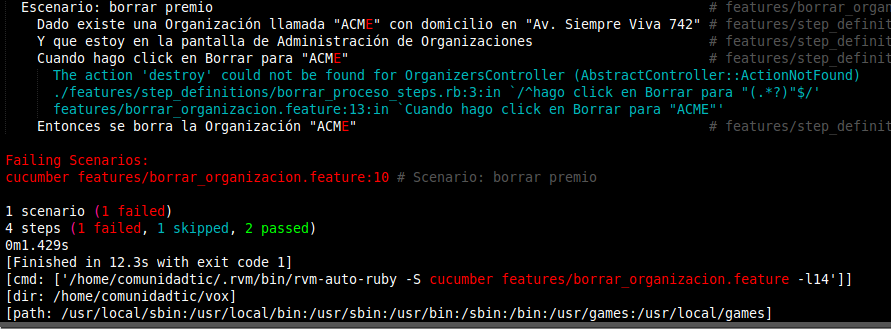 Escenario: borrar premio # features/borrar_organ
Dado existe una Organización llamada "ACME" con domicilio en "Av. Siempre Viva 742" # features/step_definit
Y que estoy en la pantalla de Administración de Organizaciones # features/step_definit
Cuando hago click en Borrar para "ACME" # features/step_definit
The action 'destroy' could not be found for OrganizersController (AbstractController::ActionNotFound)
./features/step_definitions/borrar_proceso_steps.rb:3:in `/^hago click en Borrar para "(.*?)"$/'
features/borrar_organizacion.feature:13:in `Cuando hago click en Borrar para "ACME"'
Entonces se borra la Organización "ACME" # features/step_definit
Failing Scenarios:
cucumber features/borrar_organizacion.feature:10 # Scenario: borrar premio
1 scenario (1 failed)
4 steps (1 failed, 1 skipped, 2 passed)
0m1.429s
[Finished in 12.3s with exit code 1]
[cmd: ['/home/comunidadtic/.rvm/bin/rvm-auto-ruby -S cucumber features/borrar_organizacion.feature -l14']]
[dir: /home/comunidadtic/vox]
[path: /usr/local/sbin:/usr/local/bin:/usr/sbin:/usr/bin:/sbin:/bin:/usr/games:/usr/local/games]